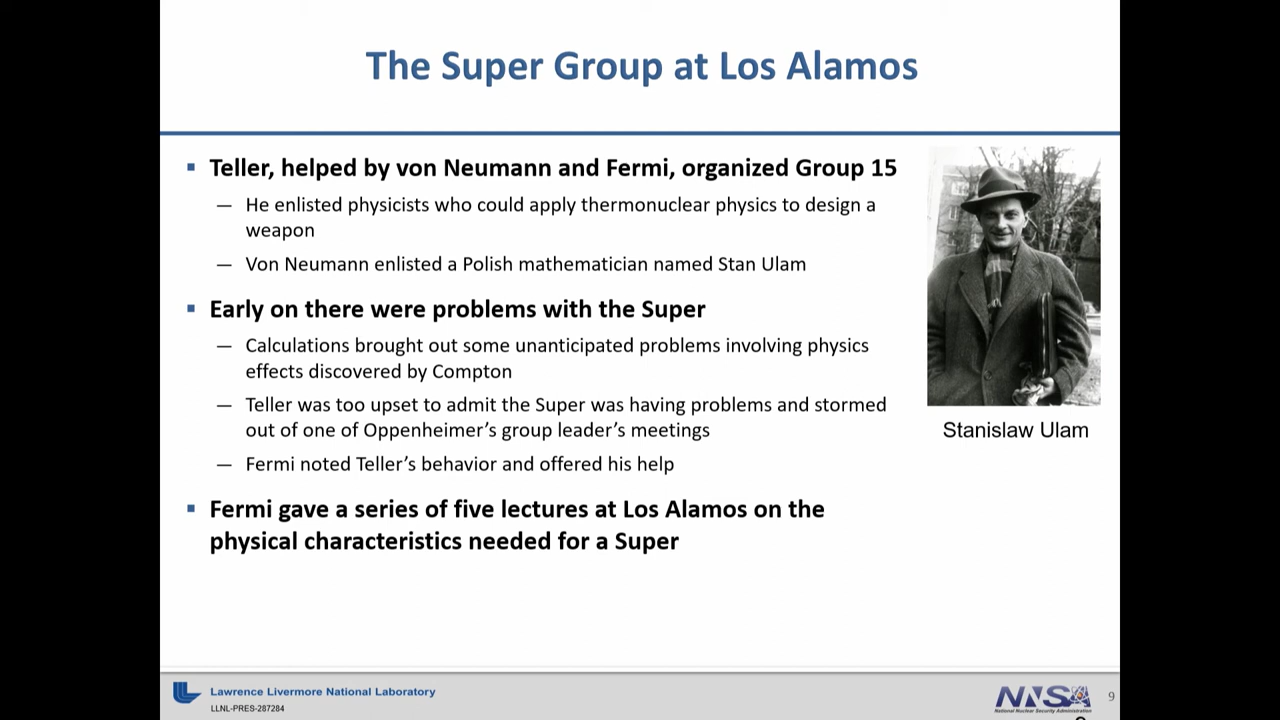 The Super Group at Los Alamos
▪ Teller, helped by von Neumann and Fermi, organized Group 15
— He enlisted physicists who could apply thermonuclear physics to design a
weapon
— Von Neumann enlisted a Polish mathematician named Stan Ulam
▪ Early on there were problems with the Super
— Calculations brought out some unanticipated problems involving physics
effects discovered by Compton
— Teller was too upset to admit the Super was having problems and stormed
out of one of Oppenheimer’s group leader’s meetings
— Fermi noted Teller’s behavior and offered his help
▪ Fermi gave a series of five lectures at Los Alamos on the
physical characteristics needed for a Super
Stanislaw Ulam
Lawrence Livermore National Laboratory
LLNL-PRES-287284
NNSA
National Nuclear Security Administration
9